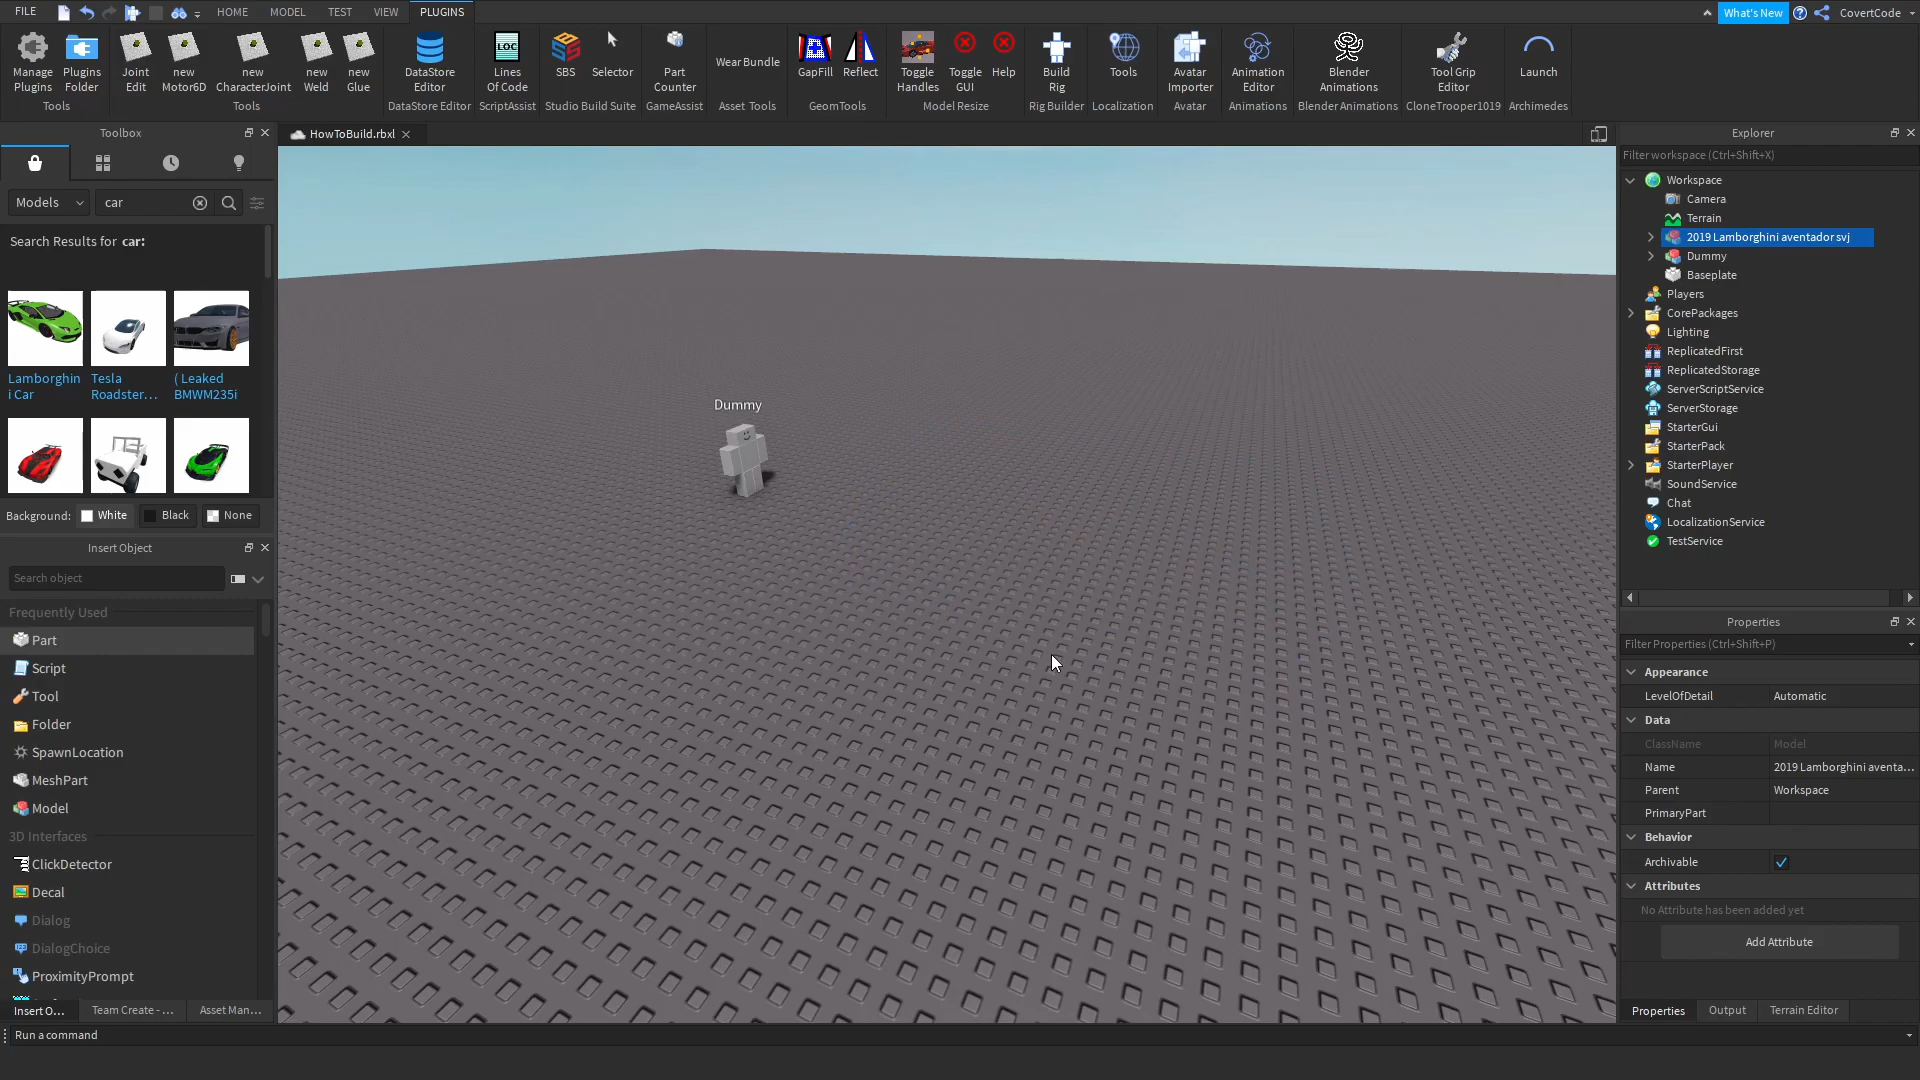 FILE
HOME
MODEL
TEST
VIEW
PLUGINS
What's New
CovertCode
Manage
Plugins
Plugins
Folder
Tools
Joint
Edit
new
Motor6D
new
CharacterJoint
new
Weld
new
Glue
Tools
DataStore
Editor
DataStore Editor
LOC
Lines
Of Code
ScriptAssist
SBS
Selector
Studio Build Suite
Part
Counter
GameAssist
Wear Bundle
Asset Tools
GapFill
Reflect
GeomTools
Toggle
Handles
Toggle
GUI
Help
Model Resize
Build
Rig
Rig Builder
Tools
Localization
Avatar
Importer
Avatar
Animation
Editor
Animations
Blender
Animations
Blender Animations
Tool Grip
Editor
CloneTrooper1019
Launch
Archimedes
Toolbox
Models
car
Search Results for car:
Lamborghin
i Car
Tesla
Roadster...
( Leaked
BMWM235i
Background:
White
Black
None
Insert Object
Search object
Frequently Used
Part
Script
Tool
Folder
SpawnLocation
MeshPart
Model
3D Interfaces
ClickDetector
Decal
Dialog
DialogChoice
ProximityPrompt
Insert O...
Team Create - ...
Asset Man...
Run a command
HowToBuild.rbxl
Dummy
Explorer
Filter workspace (Ctrl+Shift+X)
Workspace
Camera
Terrain
2019 Lamborghini aventador svj
Dummy
Baseplate
Players
CorePackages
Lighting
ReplicatedFirst
ReplicatedStorage
ServerScriptService
ServerStorage
StarterGui
StarterPack
StarterPlayer
SoundService
Chat
LocalizationService
TestService
Properties
Filter Properties (Ctrl+Shift+P)
Appearance
LevelOfDetail
Automatic
Data
ClassName
Model
Name
2019 Lamborghini aventa...
Parent
Workspace
PrimaryPart
Behavior
Archivable
Attributes
No Attribute has been added yet
Add Attribute
Properties
Output
Terrain Editor